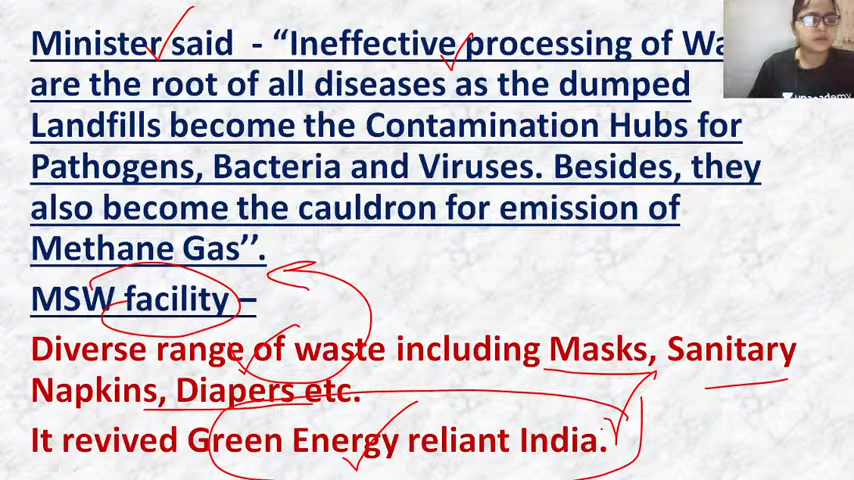 Minister said - “Ineffective processing of Wa
are the root of all diseases as the dumped
Landfills become the Contamination Hubs for
Pathogens, Bacteria and Viruses. Besides, they
also become the cauldron for emission of
Methane Gas’’.
MSW facility –
Diverse range of waste including Masks, Sanitary
Napkins, Diapers etc.
It revived Green Energy reliant India.
unacademy